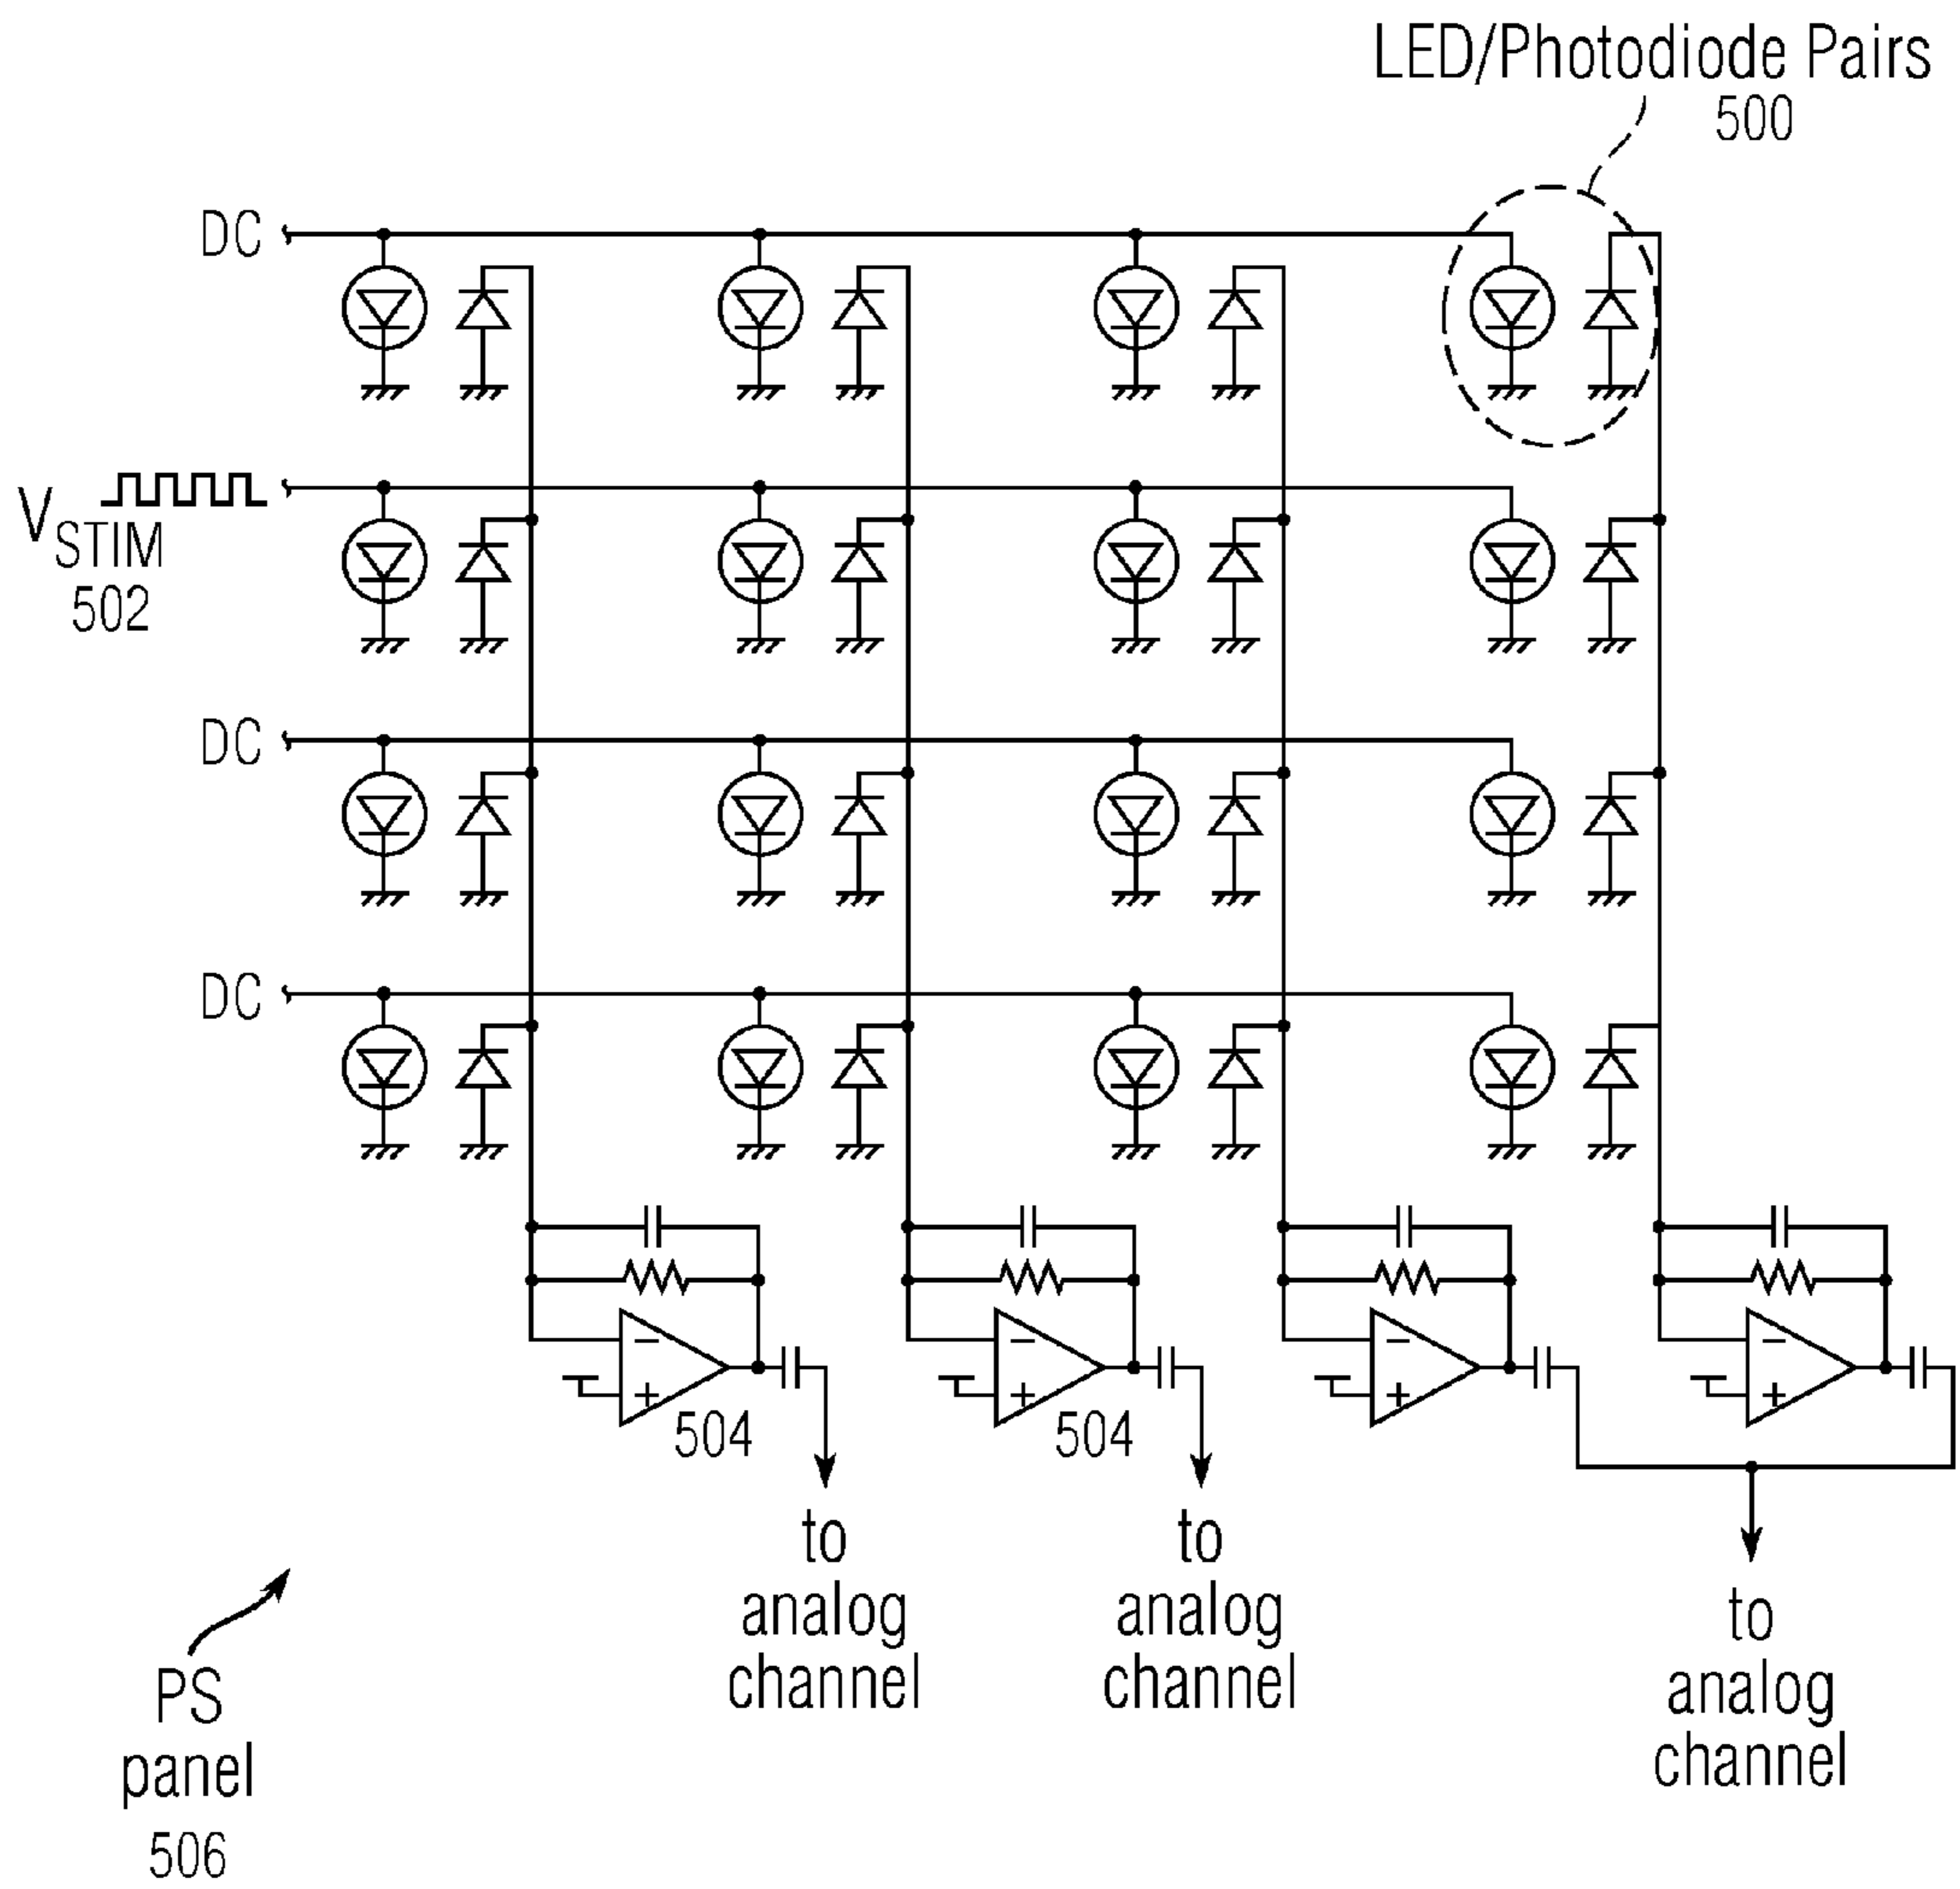 LED/Photodiode Pairs
500
DC
V STIM
502
DC
DC
504
504
to
analog
channel
to
analog
channel
to
analog
channel
PS
panel
506